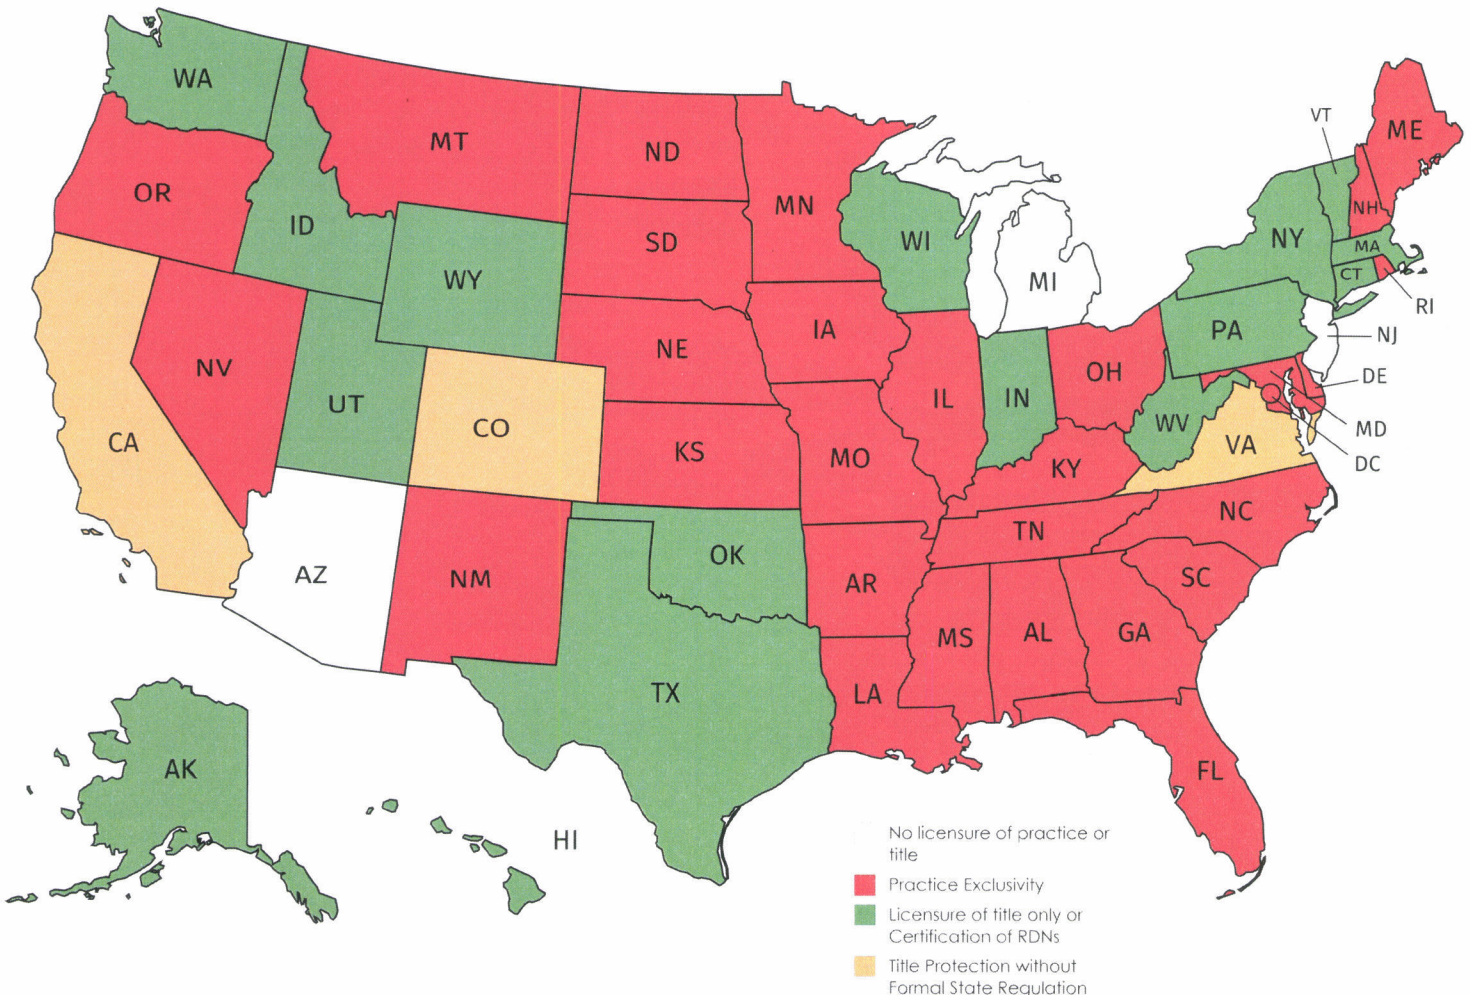 WA
MT
ND
MN
VT
ME
OR
ID
WY
SD
WI
MI
NY
NH
MA
CT
RI
NV
UT
CO
NE
IA
IL
IN
OH
PA
NJ
DE
CA
KS
MO
KY
WV
VA
MD
DC
AZ
NM
OK
AR
TN
NC
SC
MS
AL
GA
TX
LA
FL
AK
HI
No licensure of practice or
title
Practice Exclusivity
Licensure of title only or
Certification of RDNs
Title Protection without
Formal State Regulation